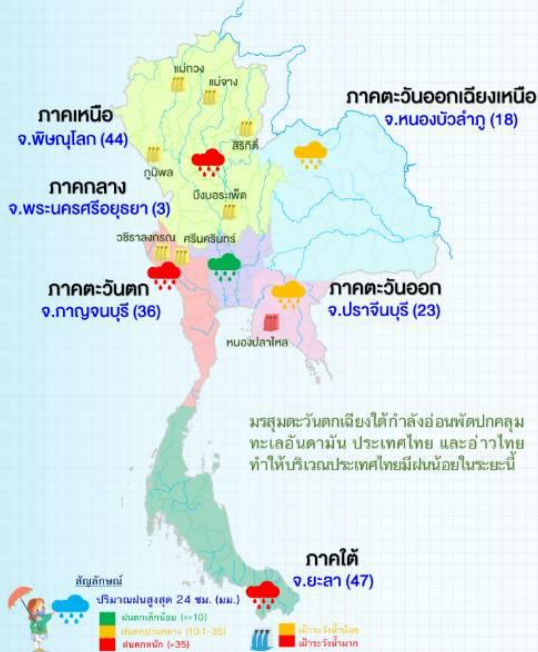 แม่กวง
แม่จาง
ภาคเหนือ
จ.พิษณุโลก (44)
สิริกิติ์
ภาคตะวันออกเฉียงเหนือ
จ.หนองบัวลำภู (18)
ภูมิพล
ภาคกลาง
จ.พระนครศรีอยุธยา (3)
บึงบอระเพ็ด
วชิราลงกรณ
ศรีนครินทร์
ภาคตะวันตก
จ.กาญจนบุรี (36)
ภาคตะวันออก
จ.ปราจีนบุรี (23)
หนองปลาไหล
มรสุมตะวันตกเฉียงใต้กำลังอ่อนพัดปกคลุม
ทะเลอันดามัน ประเทศไทย และอ่าวไทย
ทำให้บริเวณประเทศไทยมีฝนน้อยในระยะนี้
ภาคใต้
จ.ยะลา (47)
สัญลักษณ์
ปริมาณฝนสูงสุด 24 ชม. (มม.)
ฝนตกเล็กน้อย (<=10)
ฝนตกปานกลาง (10.1-35)
ฝนตกหนัก (>35)
เฝ้าระวังน้ำน้อย
เฝ้าระวังน้ำมาก